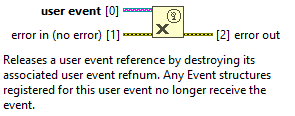 user event [0]
error in (no error) [1]
[2] error out
Releases a user event reference by destroying its
associated user event refnum. Any Event structures
registered for this user event no longer receive the
event.